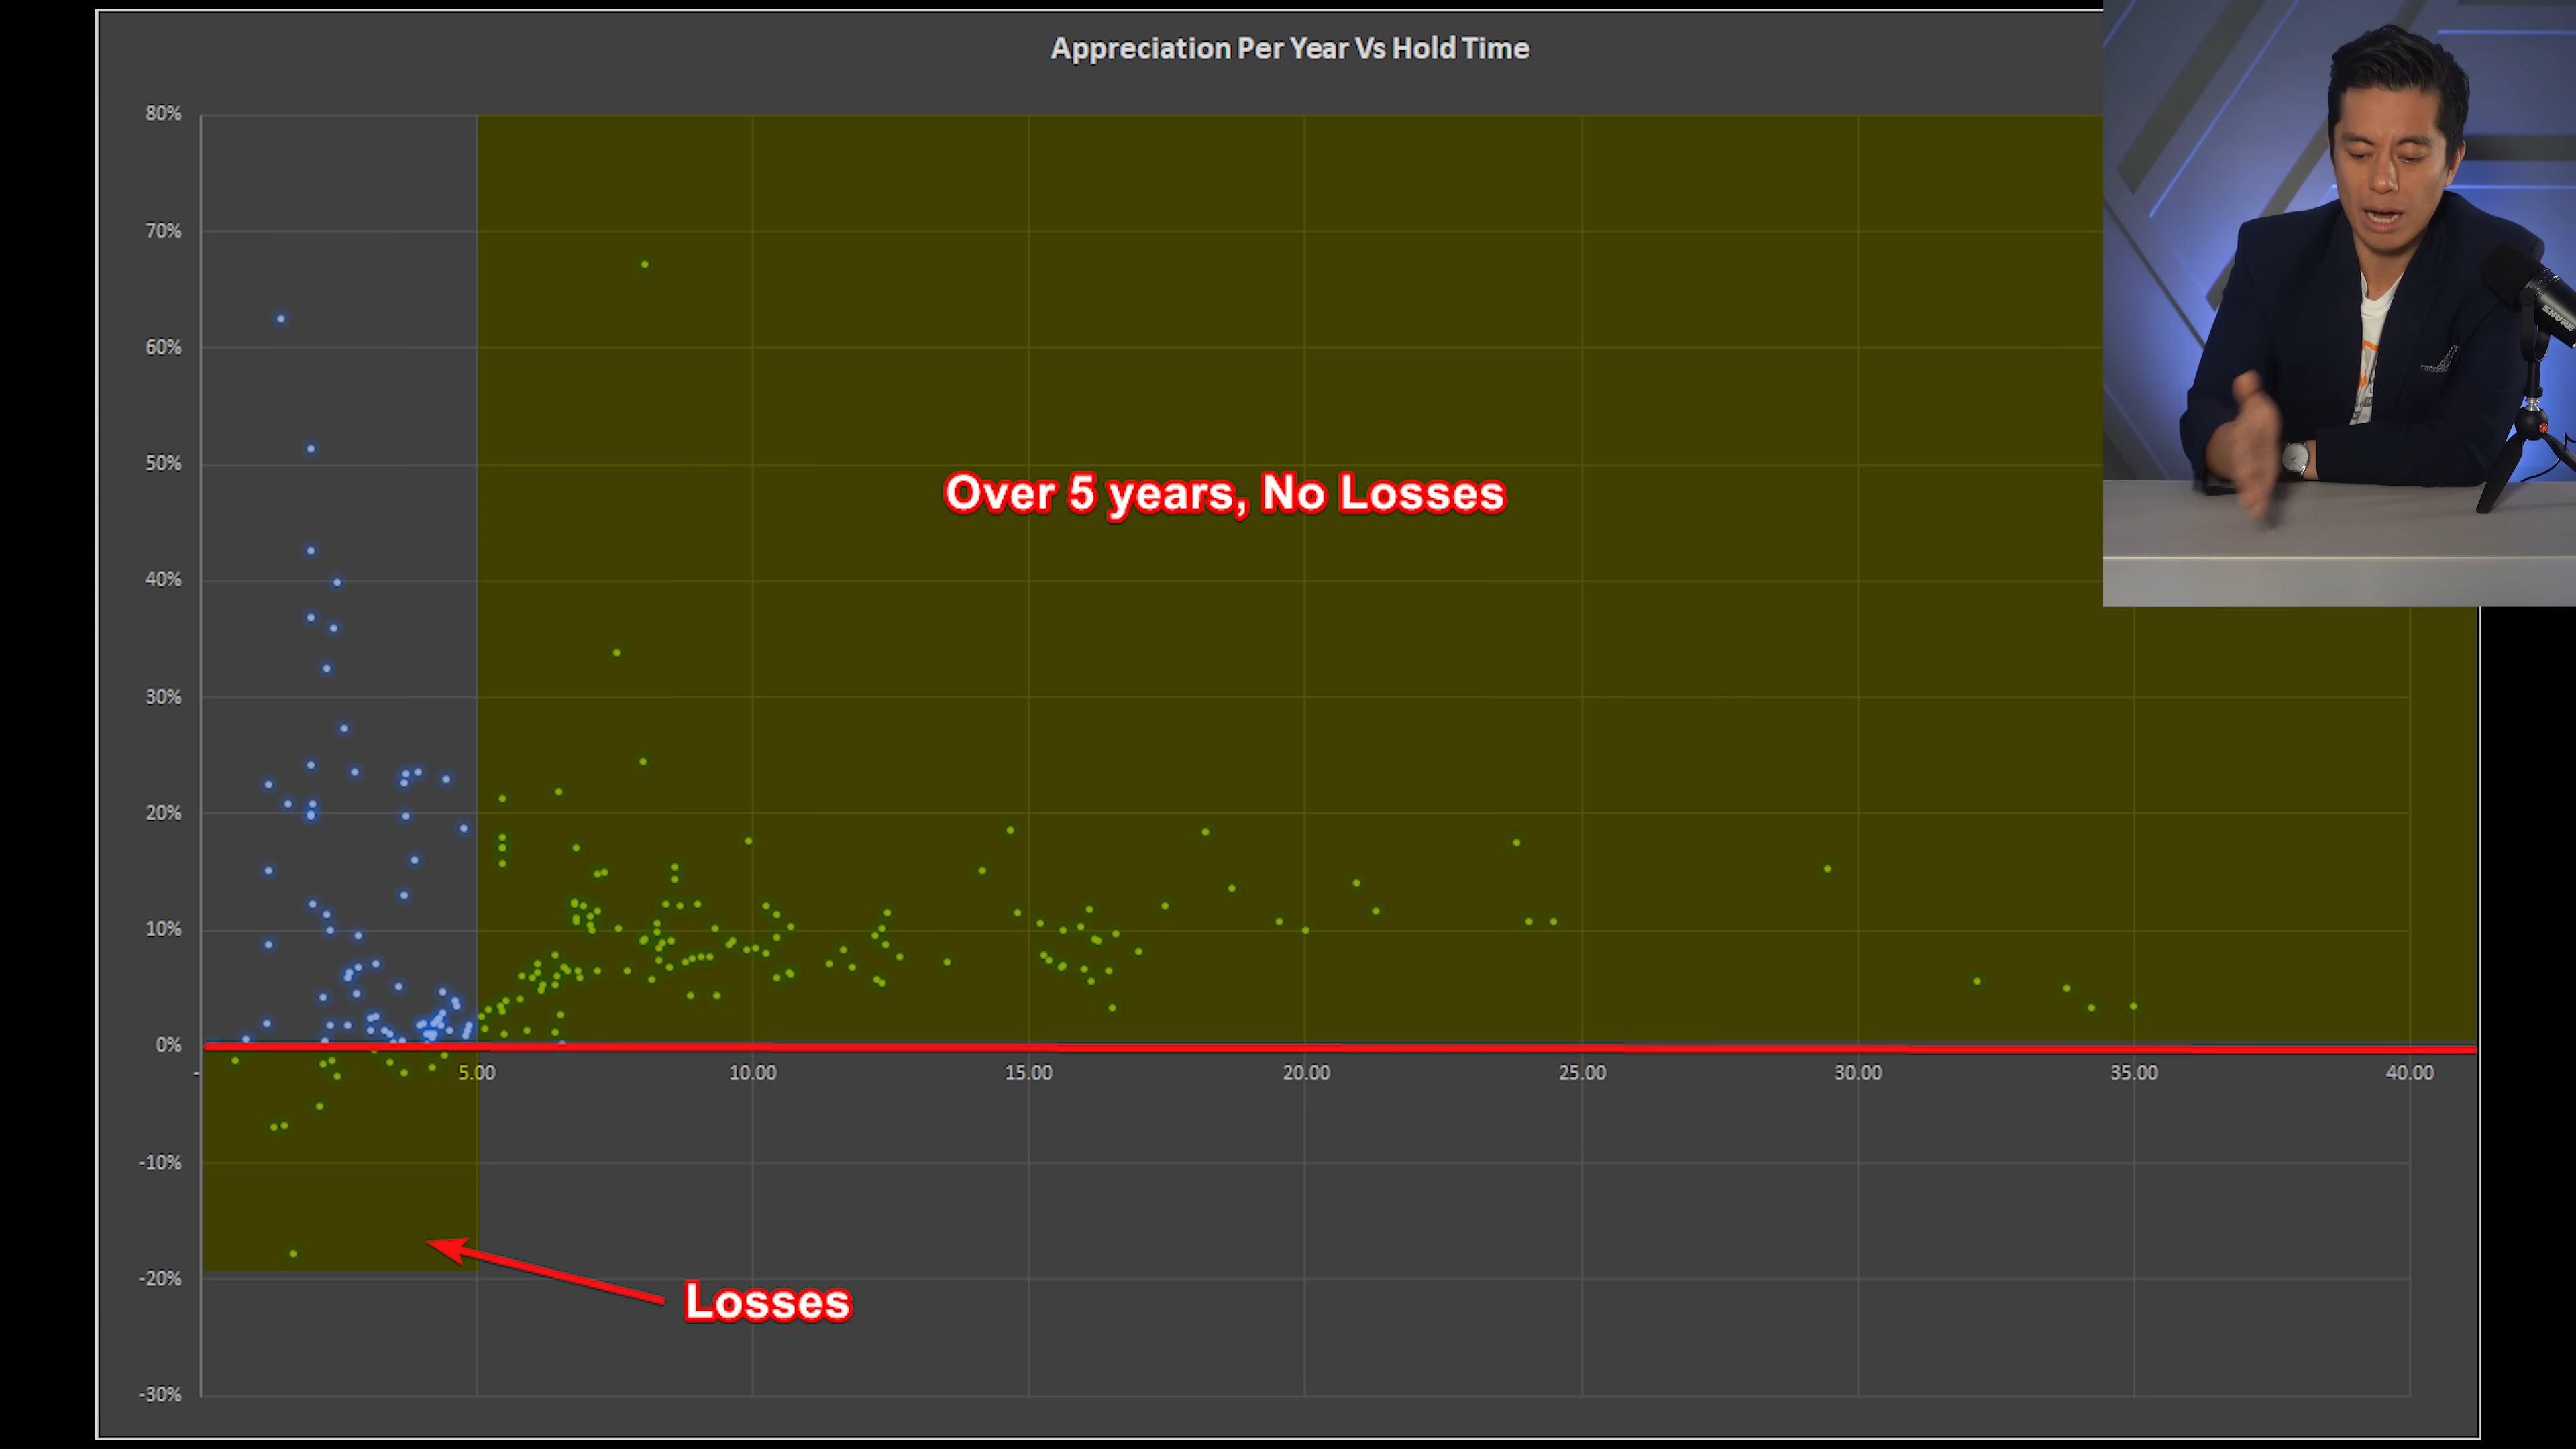 Appreciation Per Year Vs Hold Time
80%
70%
60%
50%
40%
30%
20%
10%
0%
-10%
-20%
-30%
- 5.00 10.00 15.00 20.00 25.00 30.00 35.00 40.00
Over 5 years, No Losses
Losses
SHURE